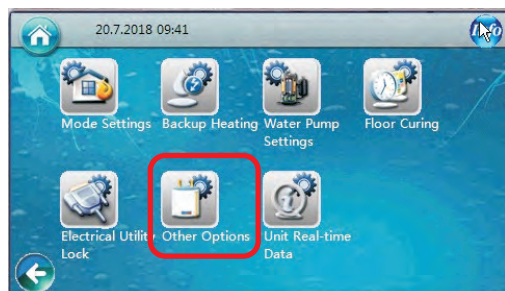 20.7.2018 09:41
Info
Mode Settings
Backup Heating
Water Pump
Settings
Floor Curing
Electrical Utility
Lock
Other Options
Unit Real-time
Data